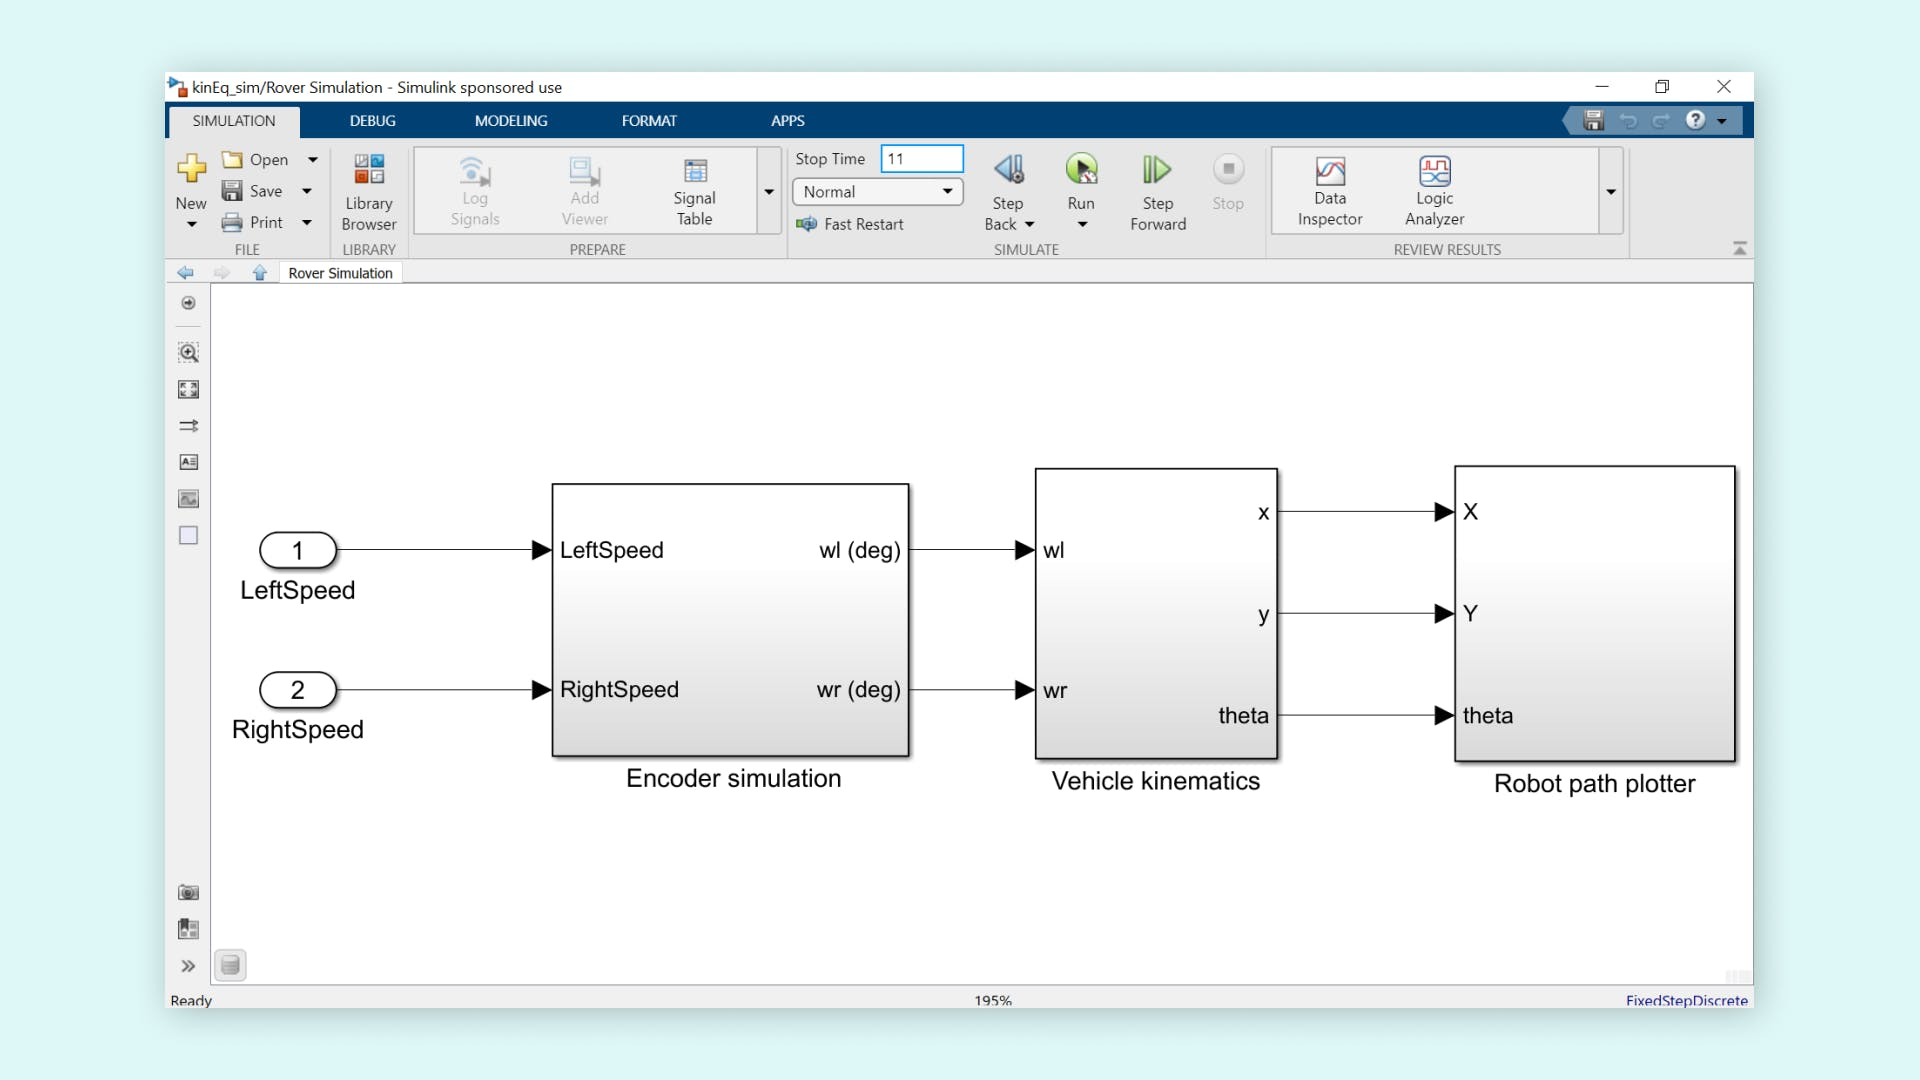 kinEq_sim/Rover Simulation - Simulink sponsored use
SIMULATION DEBUG MODELING FORMAT APPS
New
Open
Save
Print
FILE
Library
Browser
LIBRARY
Log
Signals
Add
Viewer
Signal
Table
PREPARE
Stop Time 11
Normal
Fast Restart
Step
Back
Run
Step
Forward
Stop
SIMULATE
Data
Inspector
Logic
Analyzer
REVIEW RESULTS
Rover Simulation
1
LeftSpeed
2
RightSpeed
LeftSpeed wl (deg)
RightSpeed wr (deg)
Encoder simulation
wl
wr
x
y
theta
Vehicle kinematics
X
Y
theta
Robot path plotter
Ready 195% FixedStepDiscrete